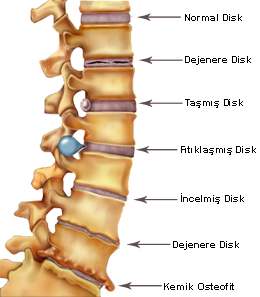 Normal Disk
Dejenere Disk
Taşmış Disk
Fıtıklaşmış Disk
İncelmiş Disk
Dejenere Disk
Kemik Osteofit